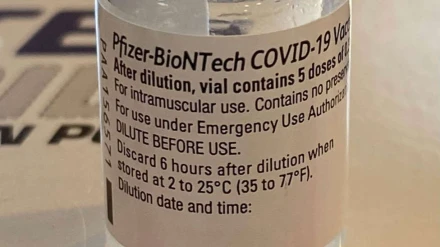 Pfizer-BioNTech COVID-19
After dilution, vial contains 5 doses of
For intramuscular use. Contains no
For use under Emergency Use
DILUTE BEFORE USE.
Discard 6 hours after dilution when
stored at 2 to 25°C (35 to 77°F).
Dilution date and time:
PAA156571